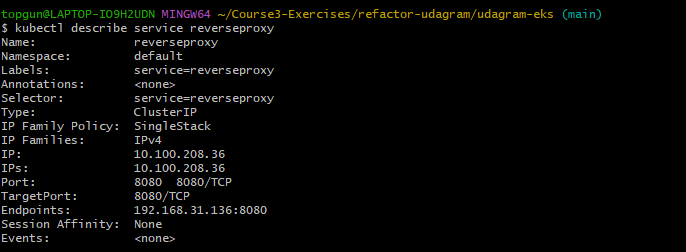 topgun@LAPTOP-IO9H2UDN MINGW64 ~/Course3-Exercises/refactor-udagram/udagram-eks (main)
$ kubectl describe service reverseproxy
Name:              reverseproxy
Namespace:         default
Labels:            service=reverseproxy
Annotations:       <none>
Selector:          service=reverseproxy
Type:              ClusterIP
IP Family Policy:  SingleStack
IP Families:       IPv4
IP:                10.100.208.36
IPs:               10.100.208.36
Port:              8080  8080/TCP
TargetPort:        8080/TCP
Endpoints:         192.168.31.136:8080
Session Affinity:  None
Events:            <none>